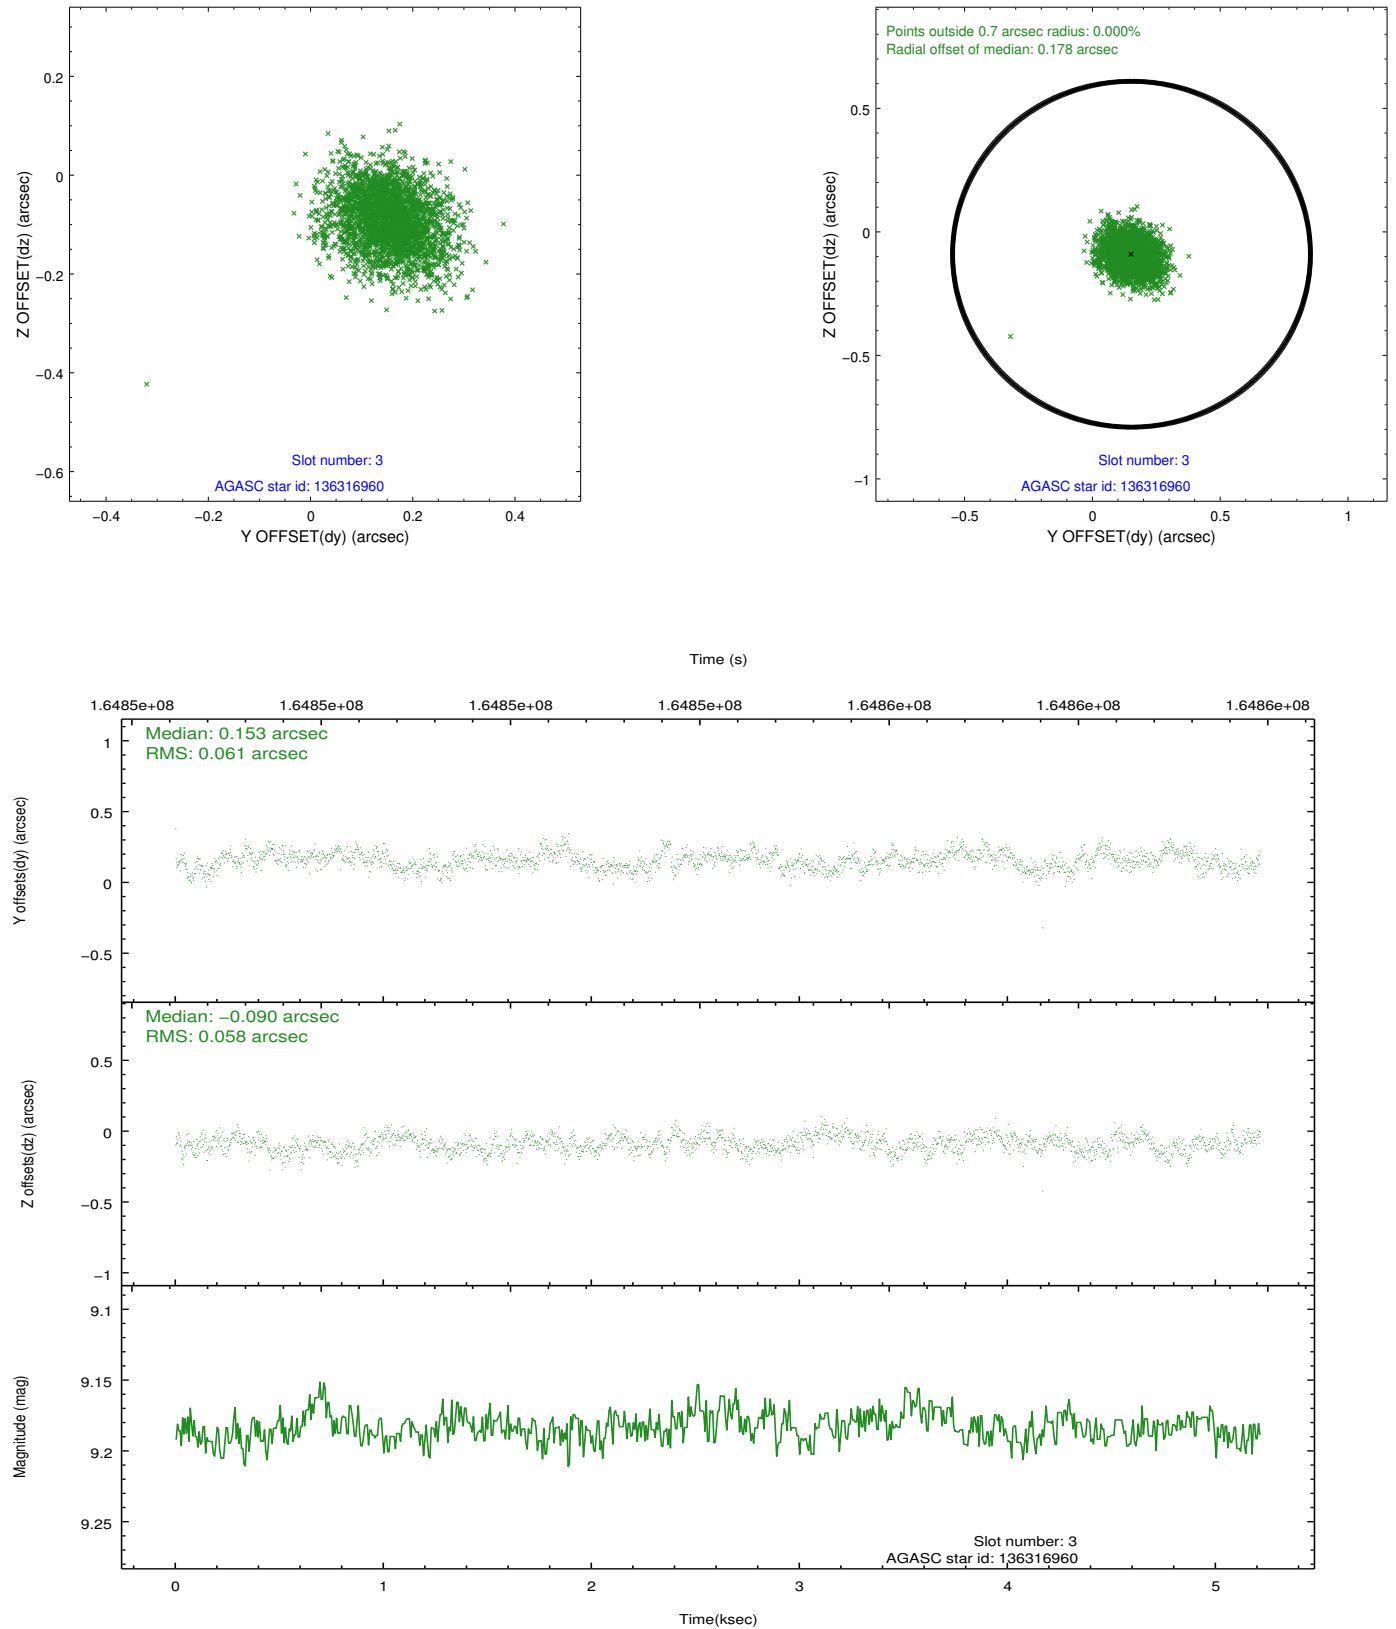 0.2
0
−0.2
−0.4
−0.6
Z OFFSET(dz) (arcsec)
Slot number: 3
AGASC star id: 136316960
−0.4
−0.2
0
0.2
0.4
Y OFFSET(dy) (arcsec)
Points outside 0.7 arcsec radius: 0.000%
Radial offset of median: 0.178 arcsec
0.5
0
−0.5
−1
Z OFFSET(dz) (arcsec)
Slot number: 3
AGASC star id: 136316960
−0.5
0
0.5
1
Y OFFSET(dy) (arcsec)
Time (s)
1.6485e+08
1.6485e+08
1.6485e+08
1.6485e+08
1.6486e+08
1.6486e+08
1.6486e+08
Median: 0.153 arcsec
RMS: 0.061 arcsec
1
0.5
0
−0.5
Y offsets(dy) (arcsec)
Median: −0.090 arcsec
RMS: 0.058 arcsec
0.5
0
−0.5
−1
Z offsets(dz) (arcsec)
9.1
9.15
9.2
9.25
Magnitude (mag)
Slot number: 3
AGASC star id: 136316960
0
1
2
3
4
5
Time(ksec)